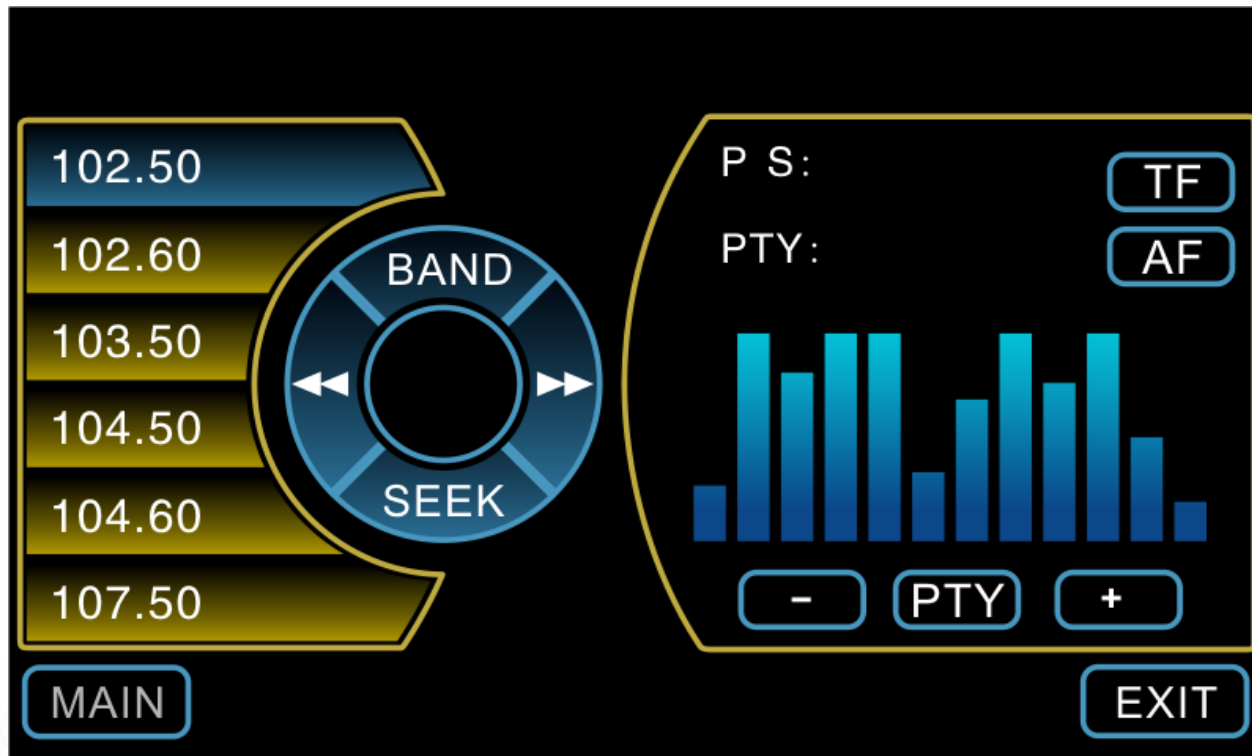 102.50
102.60
103.50
104.50
104.60
107.50
BAND
SEEK
P S:
TF
PTY:
AF
-
PTY
+
MAIN
EXIT